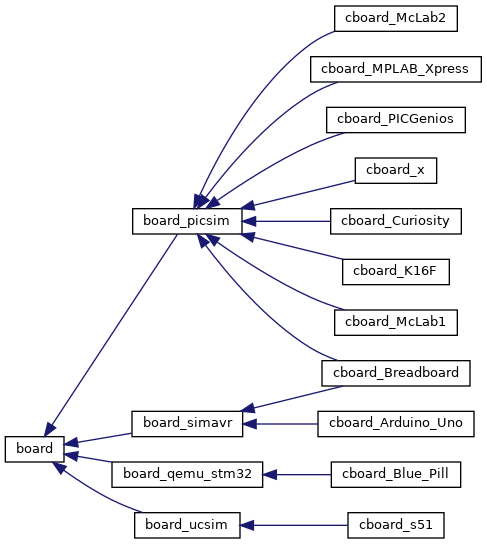 cboard_McLab2
cboard_MPLAB_Xpress
cboard_PICGenios
cboard_x
board_picsim
cboard_Curiosity
cboard_K16F
cboard_McLab1
cboard_Breadboard
board_simavr
cboard_Arduino_Uno
board
board_qemu_stm32
cboard_Blue_Pill
board_ucsim
cboard_s51